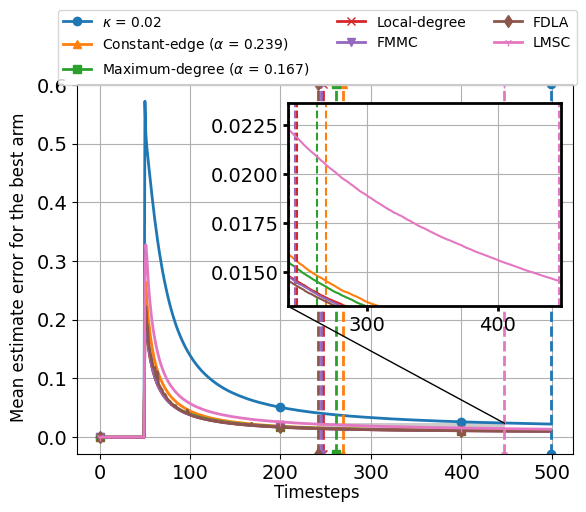 κ = 0.02
Constant-edge (α = 0.239)
Maximum-degree (α = 0.167)
Local-degree
FMMC
FDLA
LMSC
Mean estimate error for the best arm
0.6
0.5
0.4
0.3
0.2
0.1
0.0
0.0225
0.0200
0.0175
0.0150
300 400
0 100 200 300 400 500
Timesteps